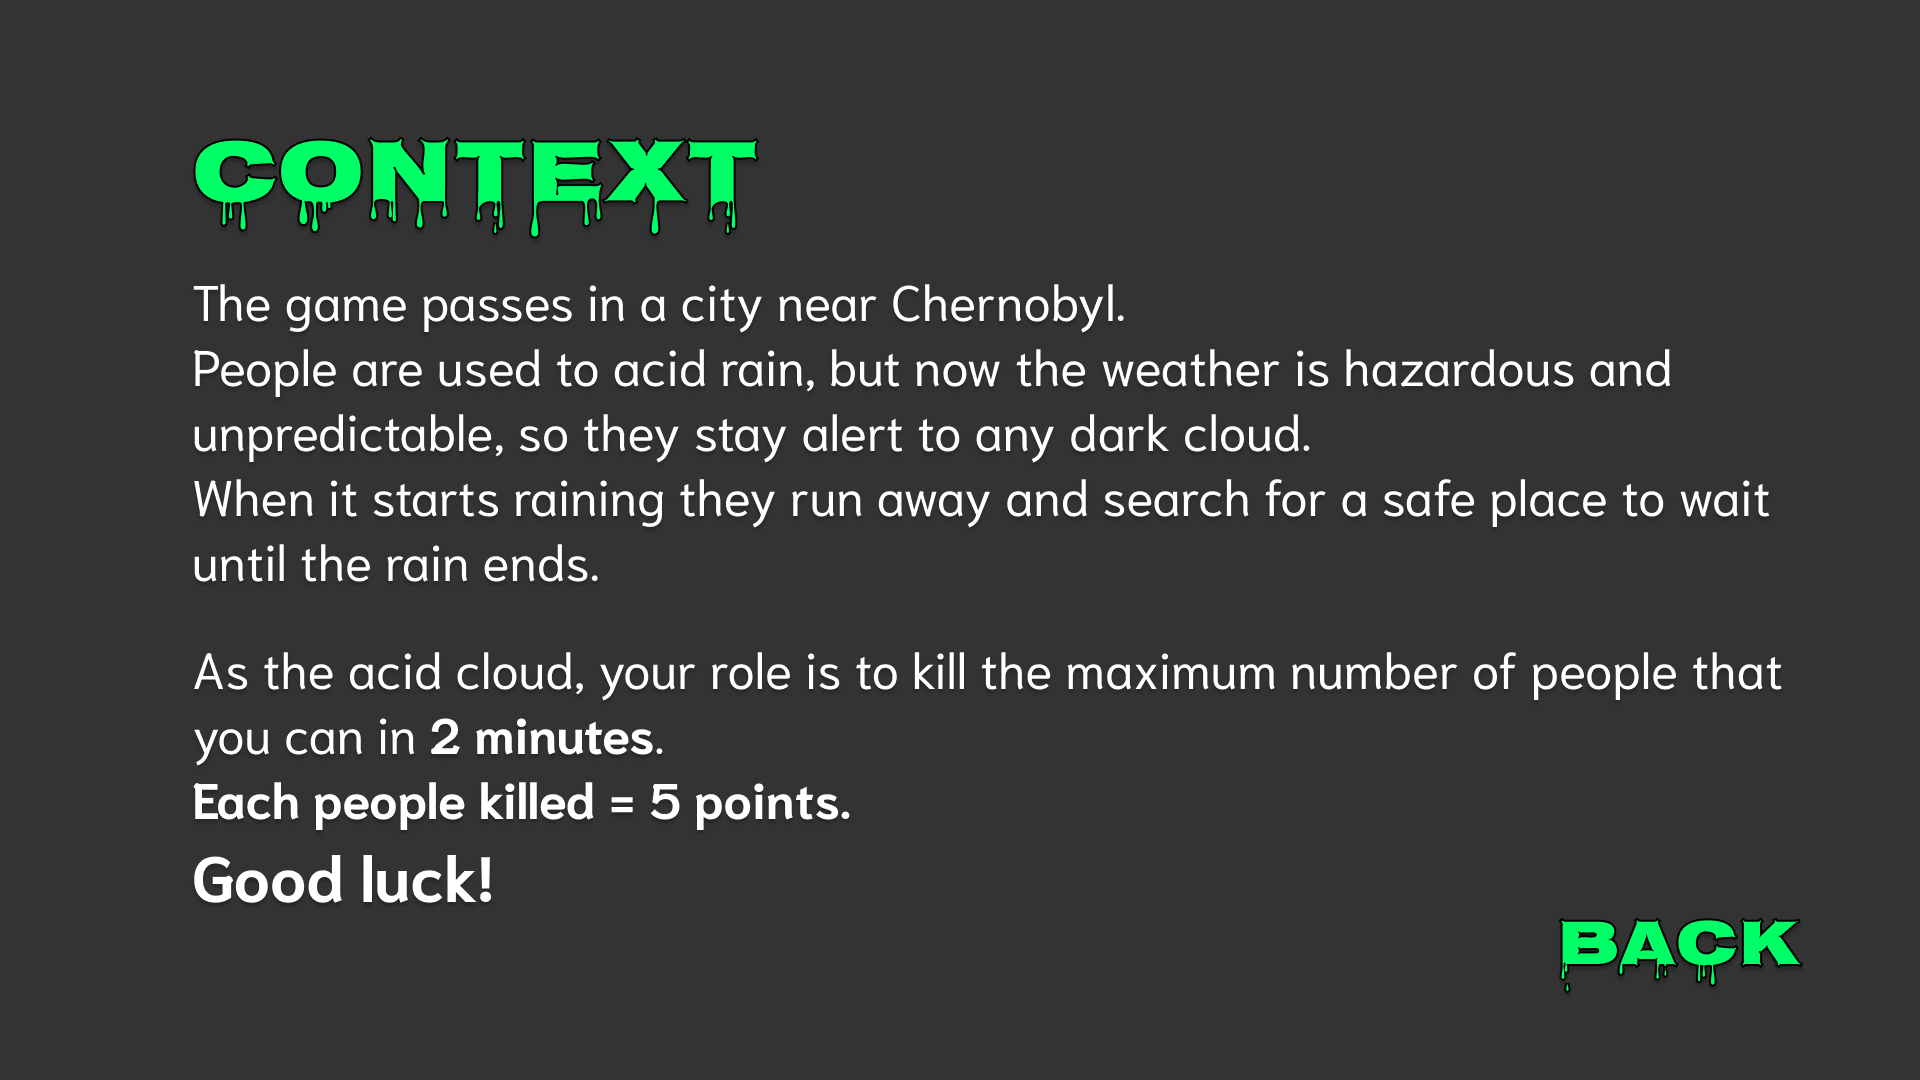 CONTEXT
The game passes in a city near Chernobyl.
People are used to acid rain, but now the weather is hazardous and
unpredictable, so they stay alert to any dark cloud.
When it starts raining they run away and search for a safe place to wait
until the rain ends.
As the acid cloud, your role is to kill the maximum number of people that
you can in 2 minutes.
Each people killed = 5 points.
Good luck!
BACK